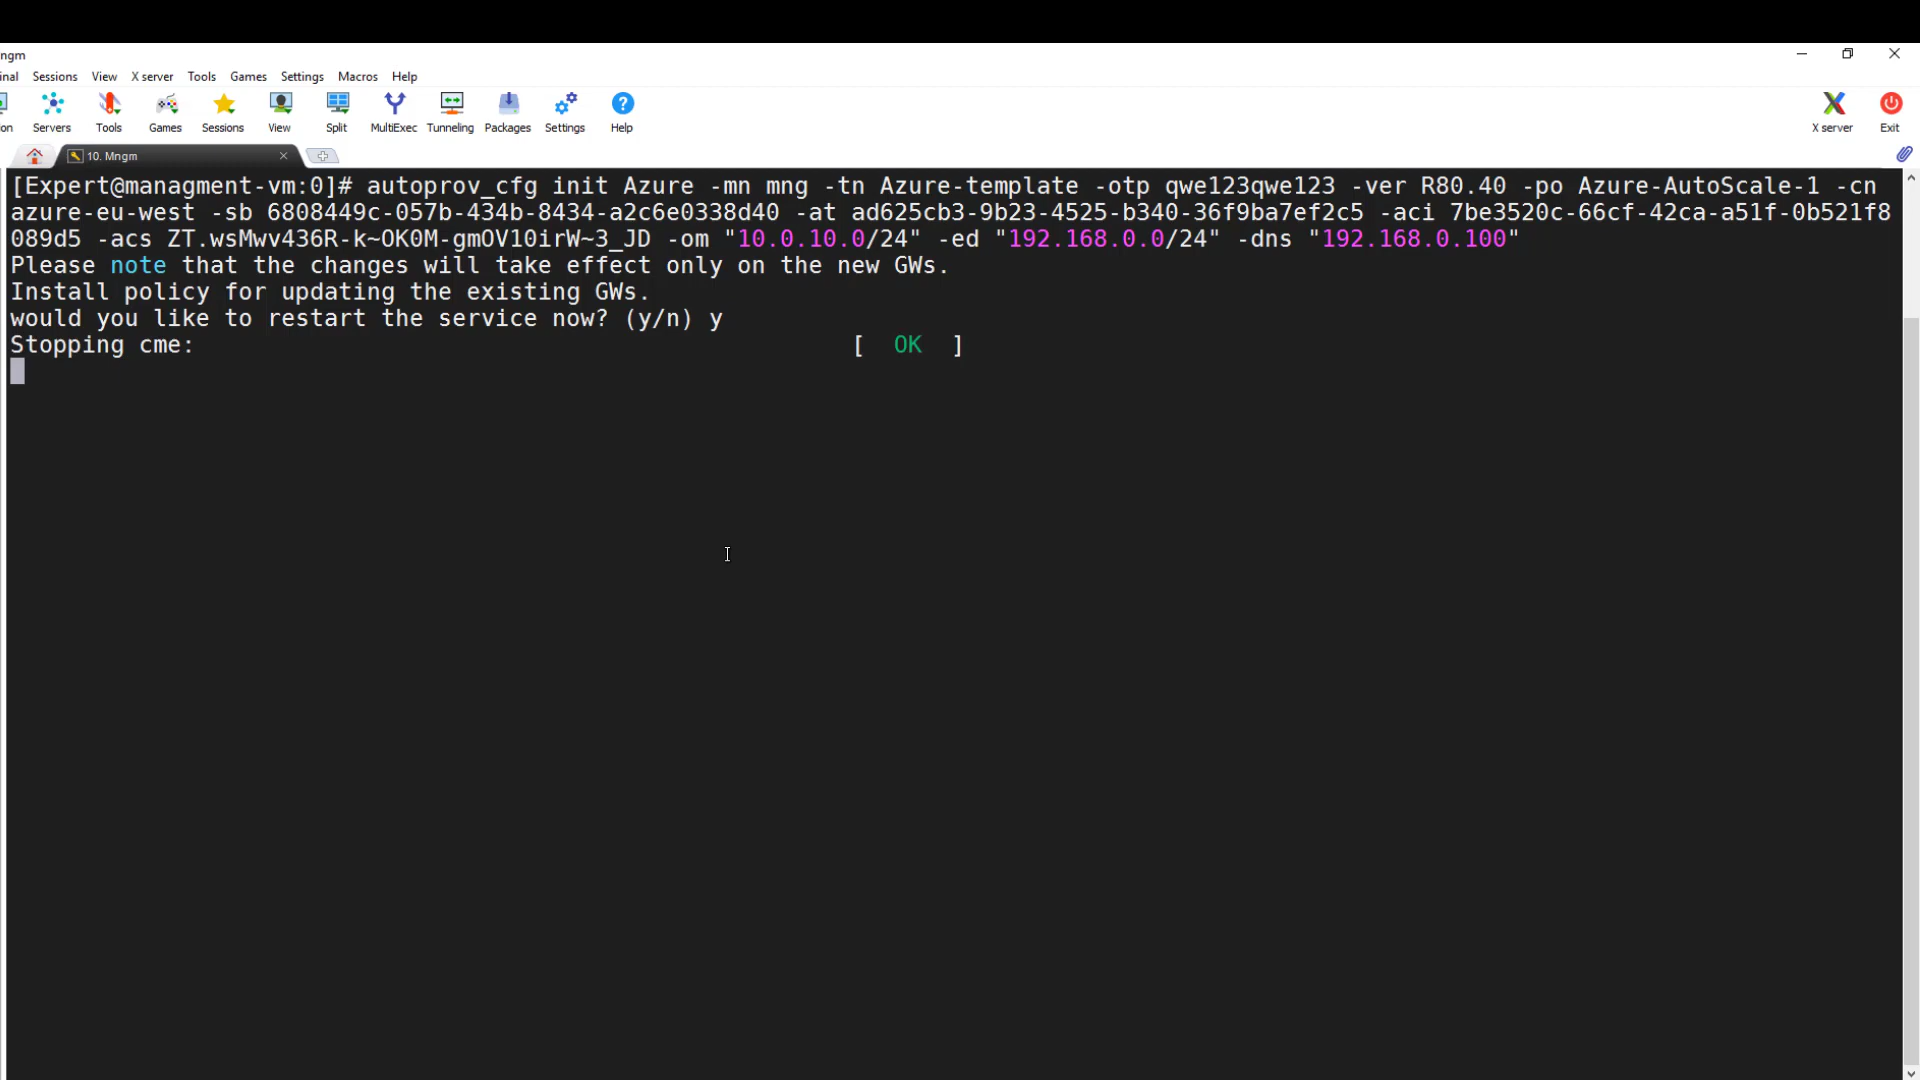 ngm
inal Sessions View X server Tools Games Settings Macros Help
on Servers Tools Games Sessions View Split MultiExec Tunneling Packages Settings Help X server Exit
10. Mngm
[Expert@managment-vm:0]# autoprov_cfg init Azure -mn mng -tn Azure-template -otp qwe123qwe123 -ver R80.40 -po Azure-AutoScale-1 -cn
azure-eu-west -sb 6808449c-057b-434b-8434-a2c6e0338d40 -at ad625cb3-9b23-4525-b340-36f9ba7ef2c5 -aci 7be3520c-66cf-42ca-a51f-0b521f8
089d5 -acs ZT.wsMwv436R-k~OK0M-gmOV10irW~3_JD -om "10.0.10.0/24" -ed "192.168.0.0/24" -dns "192.168.0.100"
Please note that the changes will take effect only on the new GWs.
Install policy for updating the existing GWs.
would you like to restart the service now? (y/n) y
Stopping cme: [ OK ]